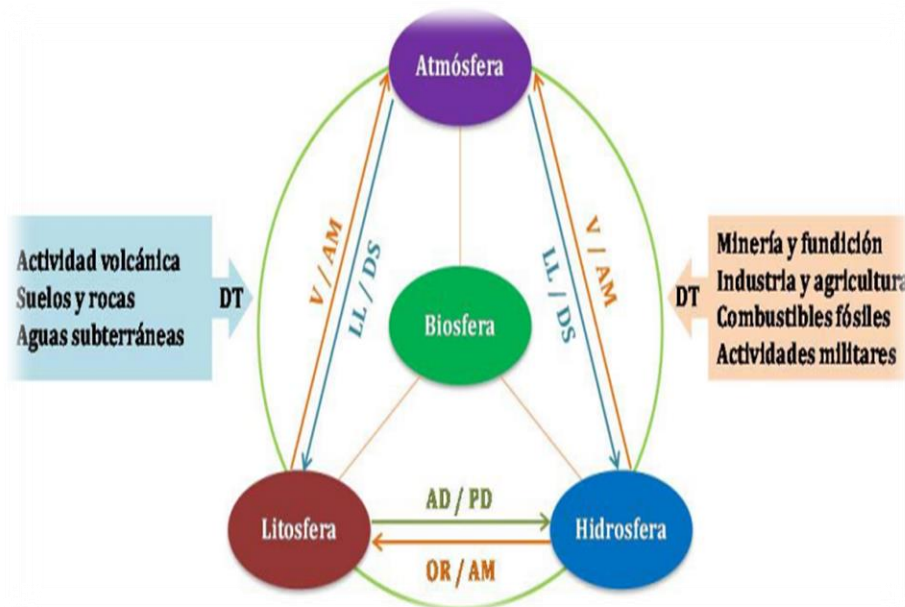 Atmósfera
V / AM
LL / DS
V / AM
LL / DS
Actividad volcánica
Suelos y rocas
Aguas subterráneas
DT
Biosfera
DT
Minería y fundición
Industria y agricultura
Combustibles fósiles
Actividades militares
Litosfera
AD / PD
OR / AM
Hidrosfera